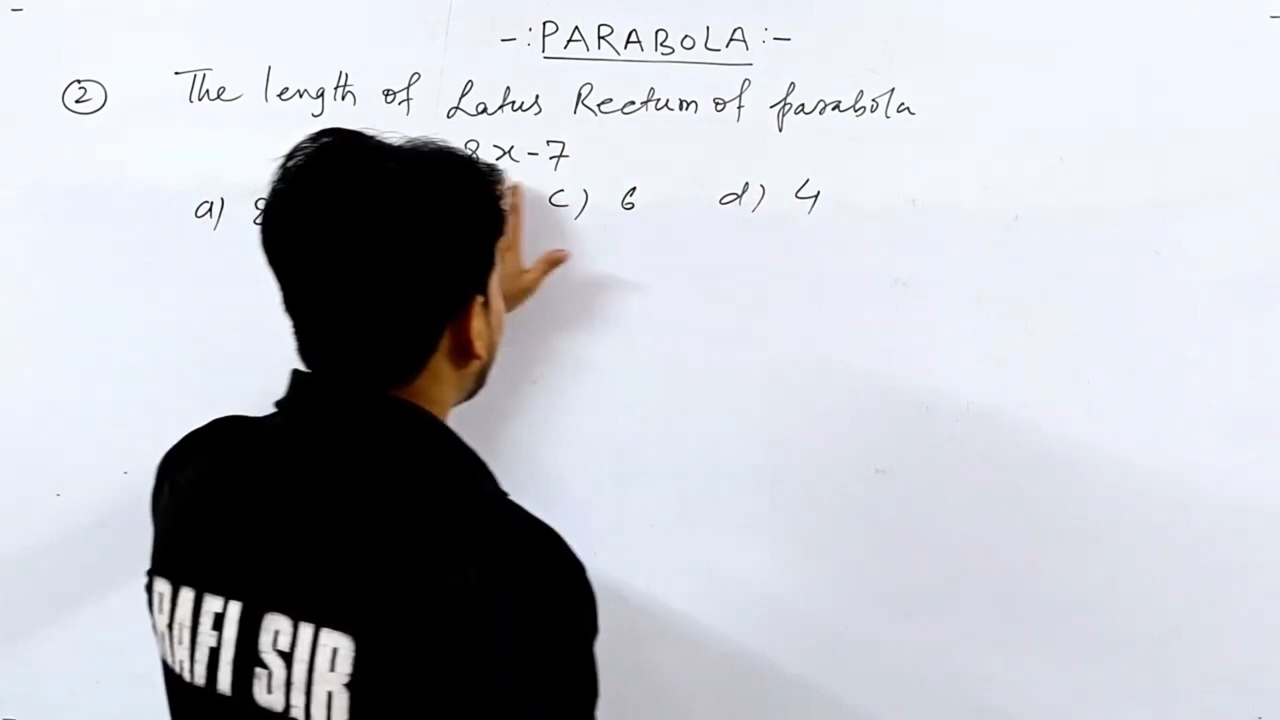 -: PARABOLA :-
② The length of Latus Rectum of parabola
8x-7
a) 8 c) 6 d) 4
RAFI SIR